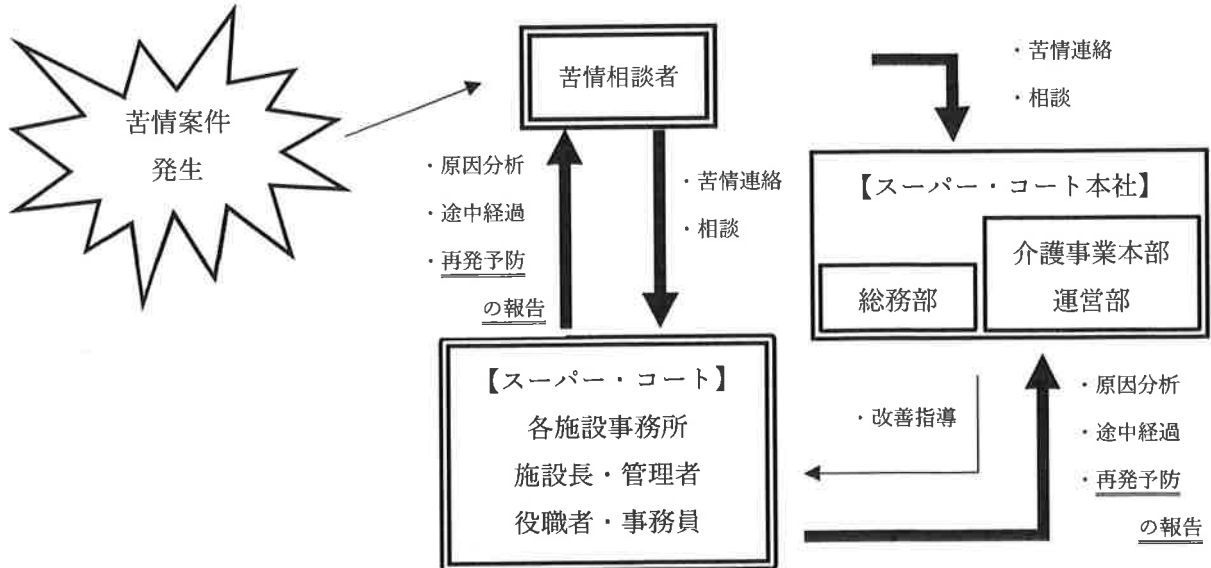 苦情案件
発生
苦情相談者
・苦情連絡
・相談
・原因分析
・途中経過
・再発予防
の報告
・苦情連絡
・相談
【スーパー・コート本社】
総務部
介護事業本部
運営部
【スーパー・コート】
各施設事務所
施設長・管理者
役職者・事務員
・改善指導
・原因分析
・途中経過
・再発予防
の報告